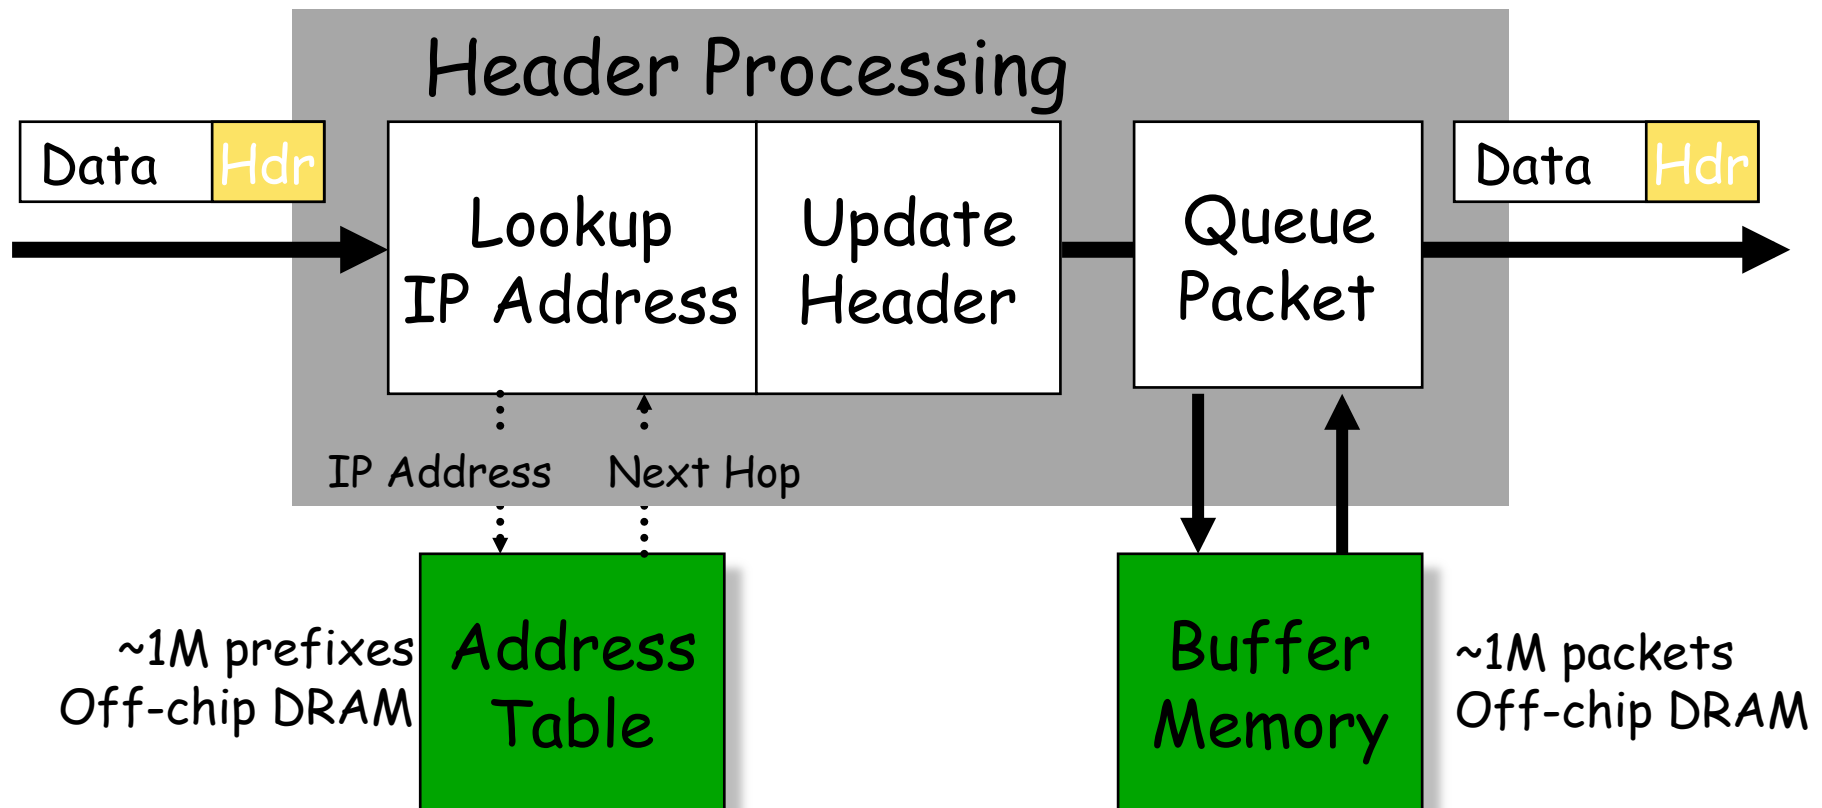 Header Processing
Data Hdr
Lookup
IP Address
Update
Header
Queue
Packet
Data Hdr
IP Address
Next Hop
~1M prefixes
Off-chip DRAM
Address
Table
Buffer
Memory
~1M packets
Off-chip DRAM